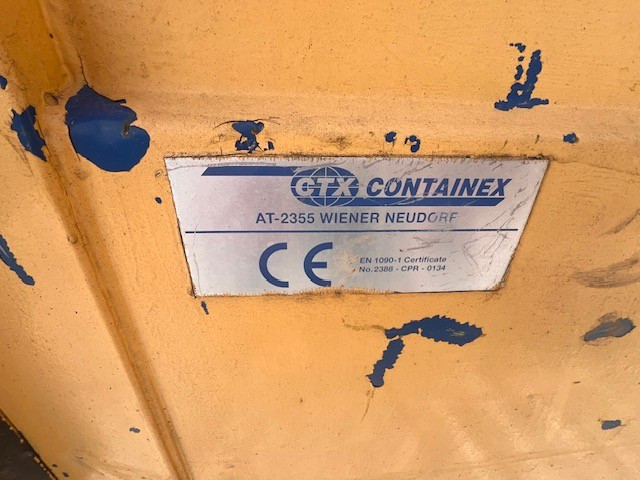 CTX CONTAINEX
AT-2355 WIENER NEUDORF
CE
EN 1090-1 Certificate
No.2388 - CPR - 0134